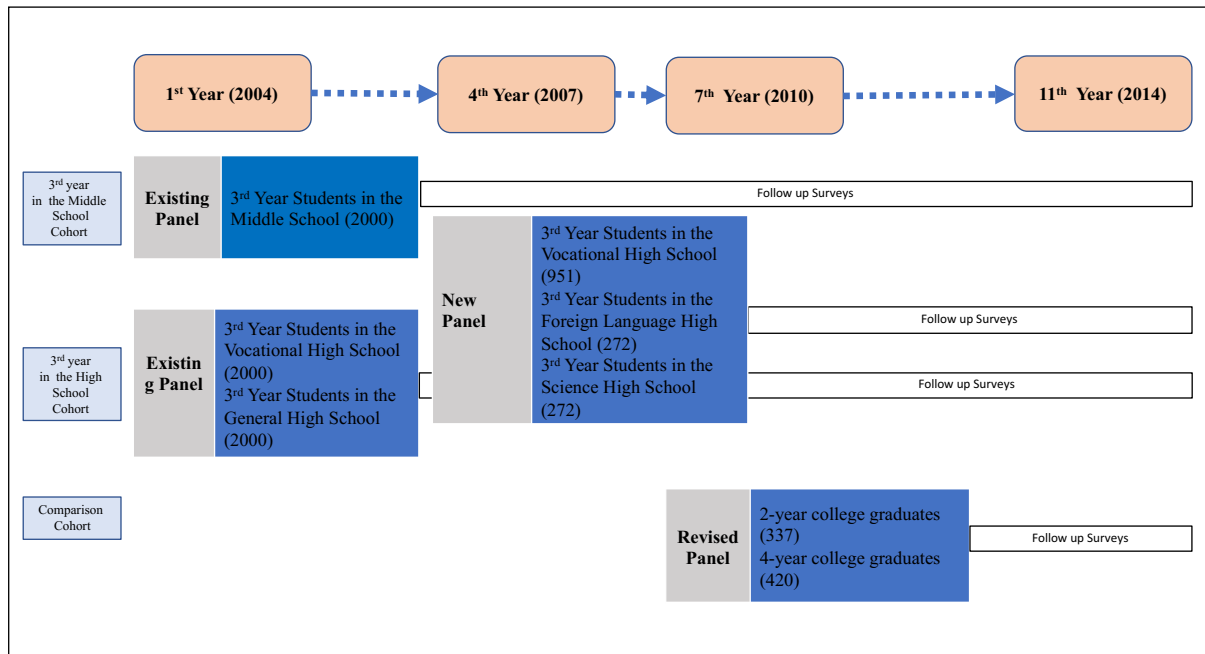 1st Year (2004)
4th Year (2007)
7th Year (2010)
11th Year (2014)
3rd year
in the Middle
School
Cohort
Existing
Panel
3rd Year Students in the
Middle School (2000)
Follow up Surveys
New
Panel
3rd Year Students in the
Vocational High School
(951)
3rd Year Students in the
Foreign Language High
School (272)
3rd Year Students in the
Science High School
(272)
Follow up Surveys
Follow up Surveys
3rd year
in the High
School
Cohort
Existin
g Panel
3rd Year Students in the
Vocational High School
(2000)
3rd Year Students in the
General High School
(2000)
Comparison
Cohort
Revised
Panel
2-year college graduates
(337)
4-year college graduates
(420)
Follow up Surveys